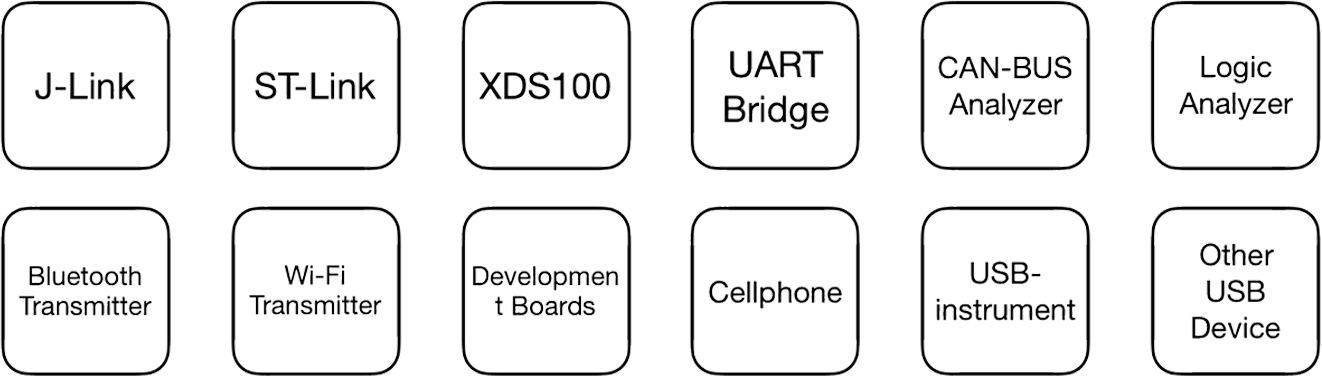 J-Link
ST-Link
XDS100
UART
Bridge
CAN-BUS
Analyzer
Logic
Analyzer
Bluetooth
Transmitter
Wi-Fi
Transmitter
Developmen
t Boards
Cellphone
USB-
instrument
Other
USB
Device